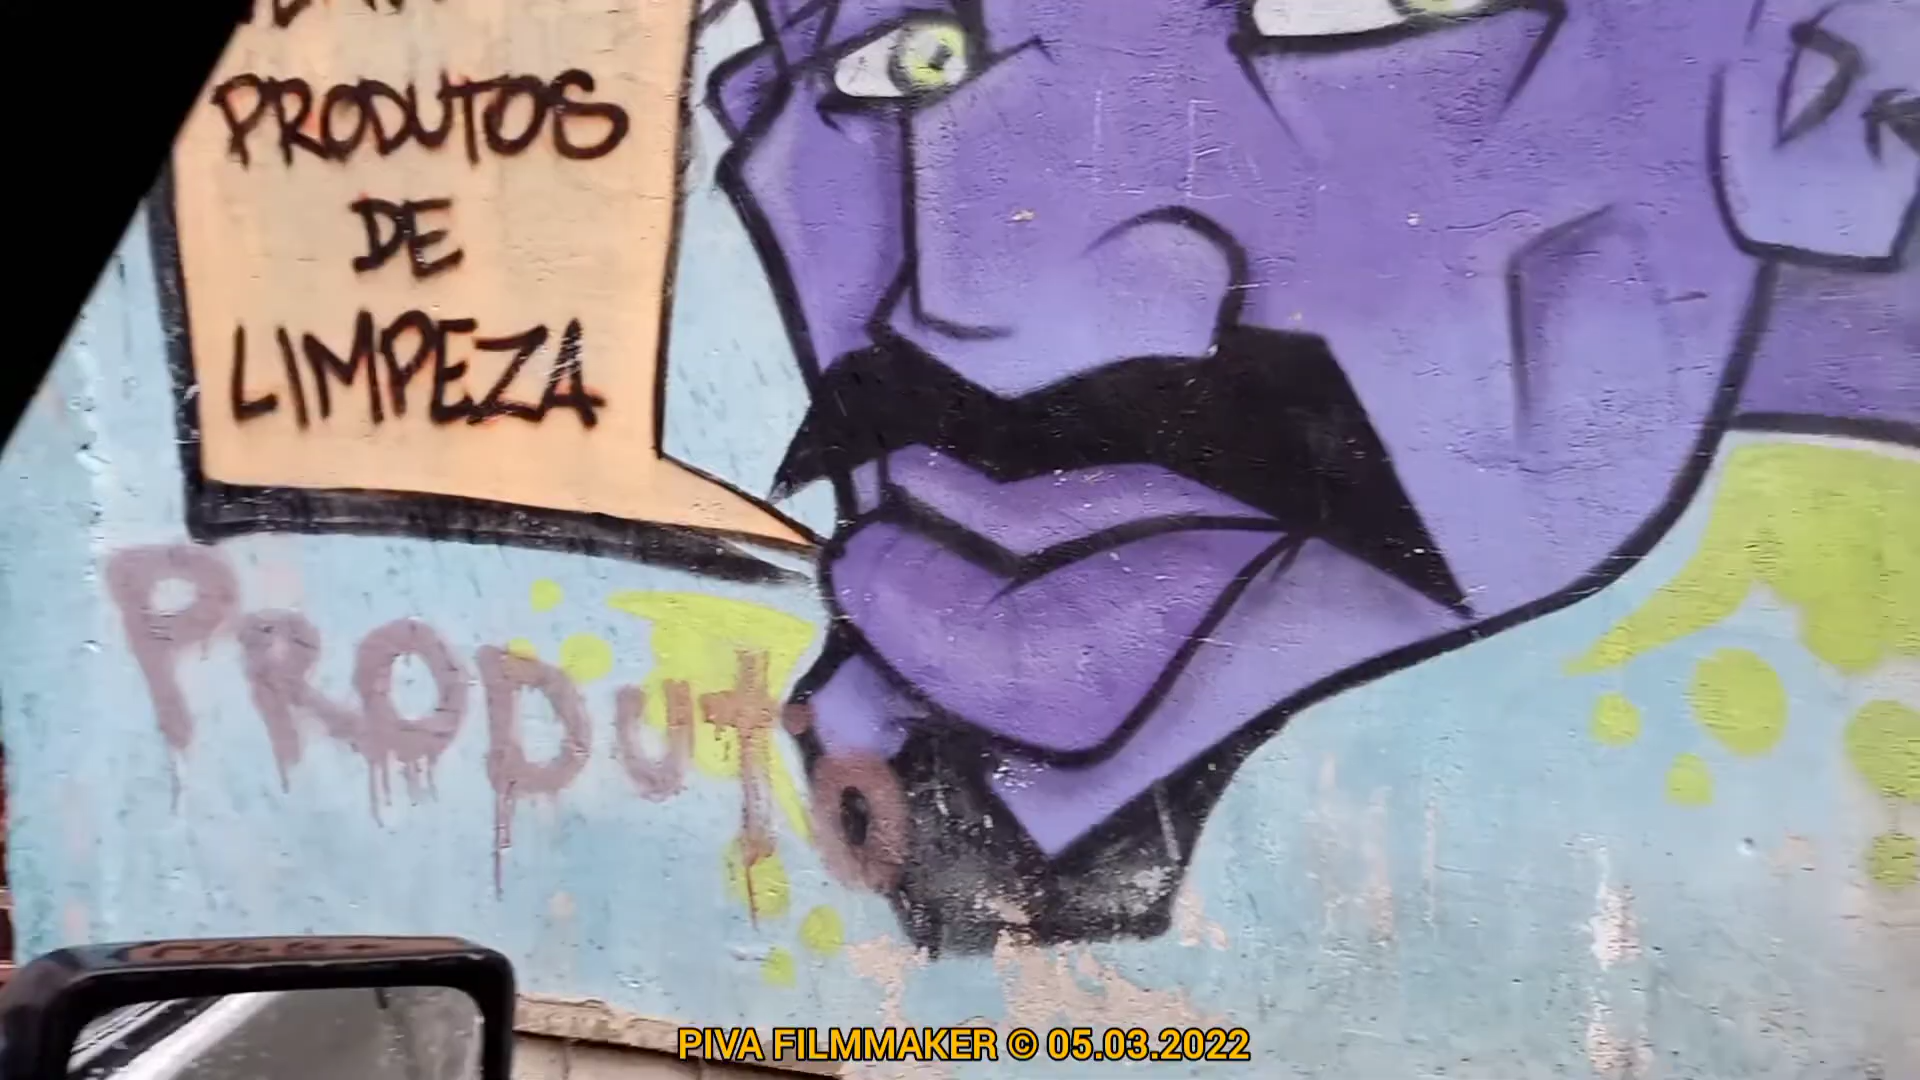 PRODUTOS
DE
LIMPEZA
PRODUto
PIVA FILMMAKER © 05.03.2022